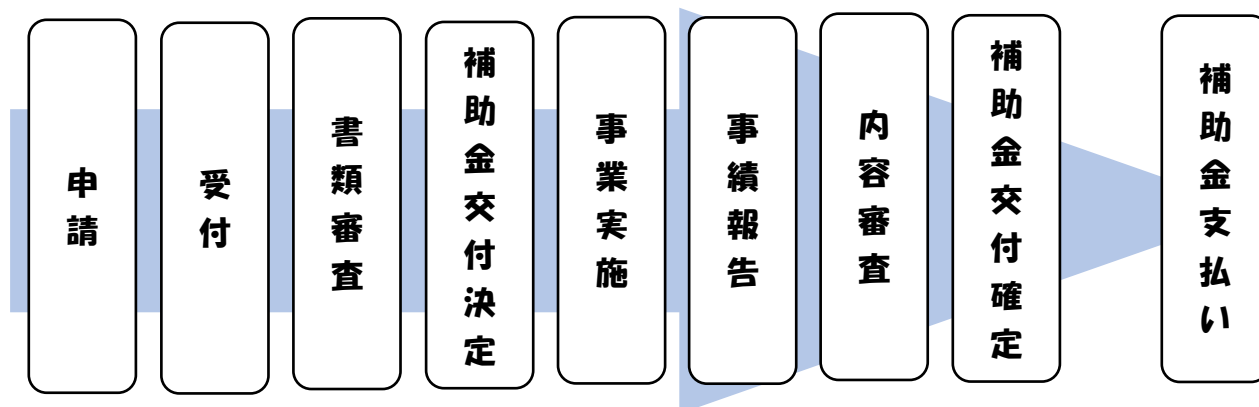 申請
受付
書類審査
補助金交付決定
事業実施
事績報告
内容審査
補助金交付確定
補助金支払い